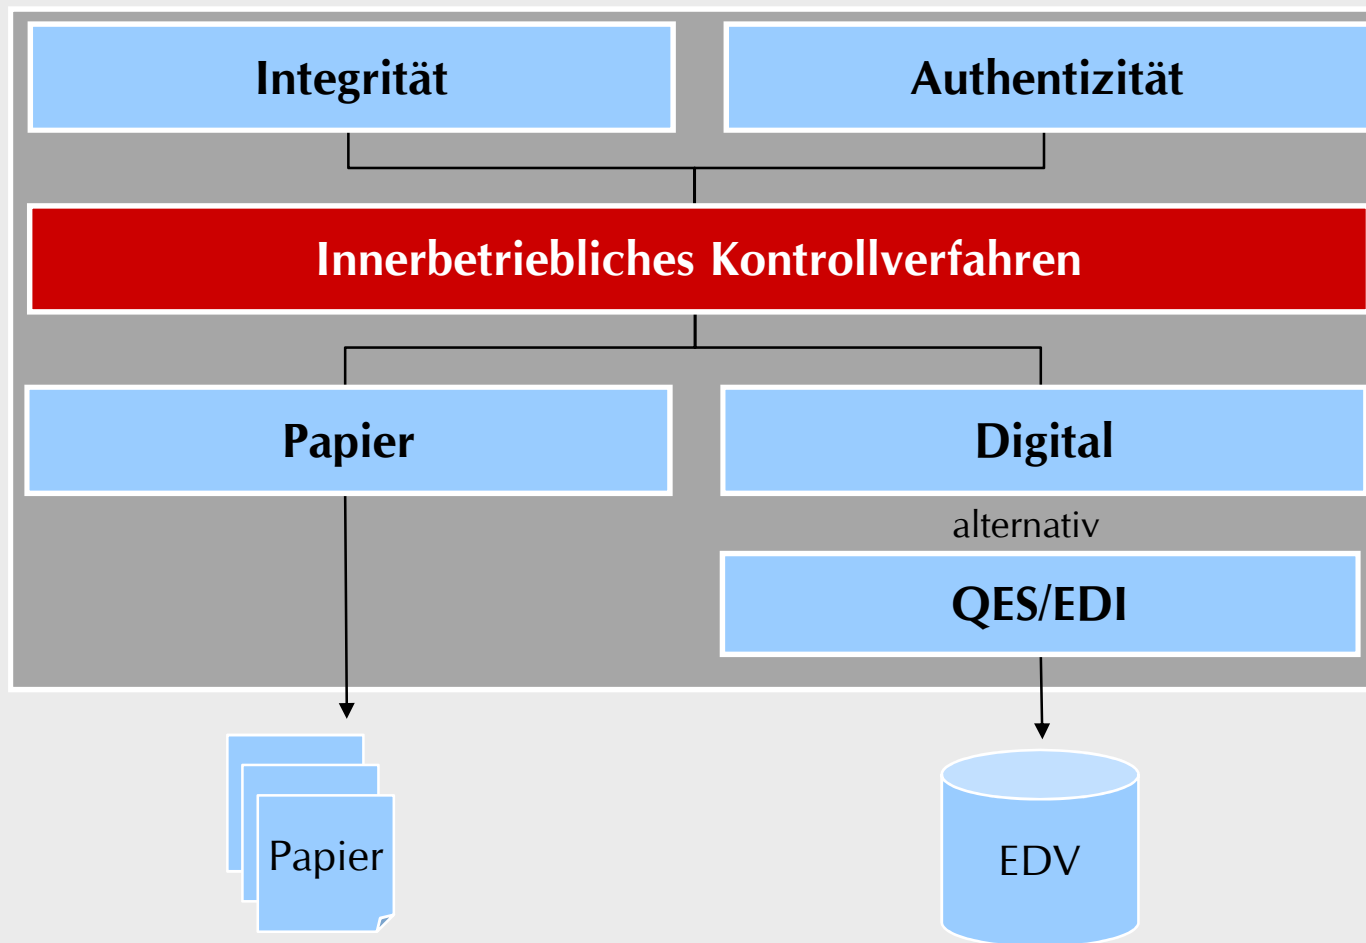 Integrität
Authentizität
Innerbetriebliches Kontrollverfahren
Papier
Digital
alternativ
QES/EDI
Papier
EDV